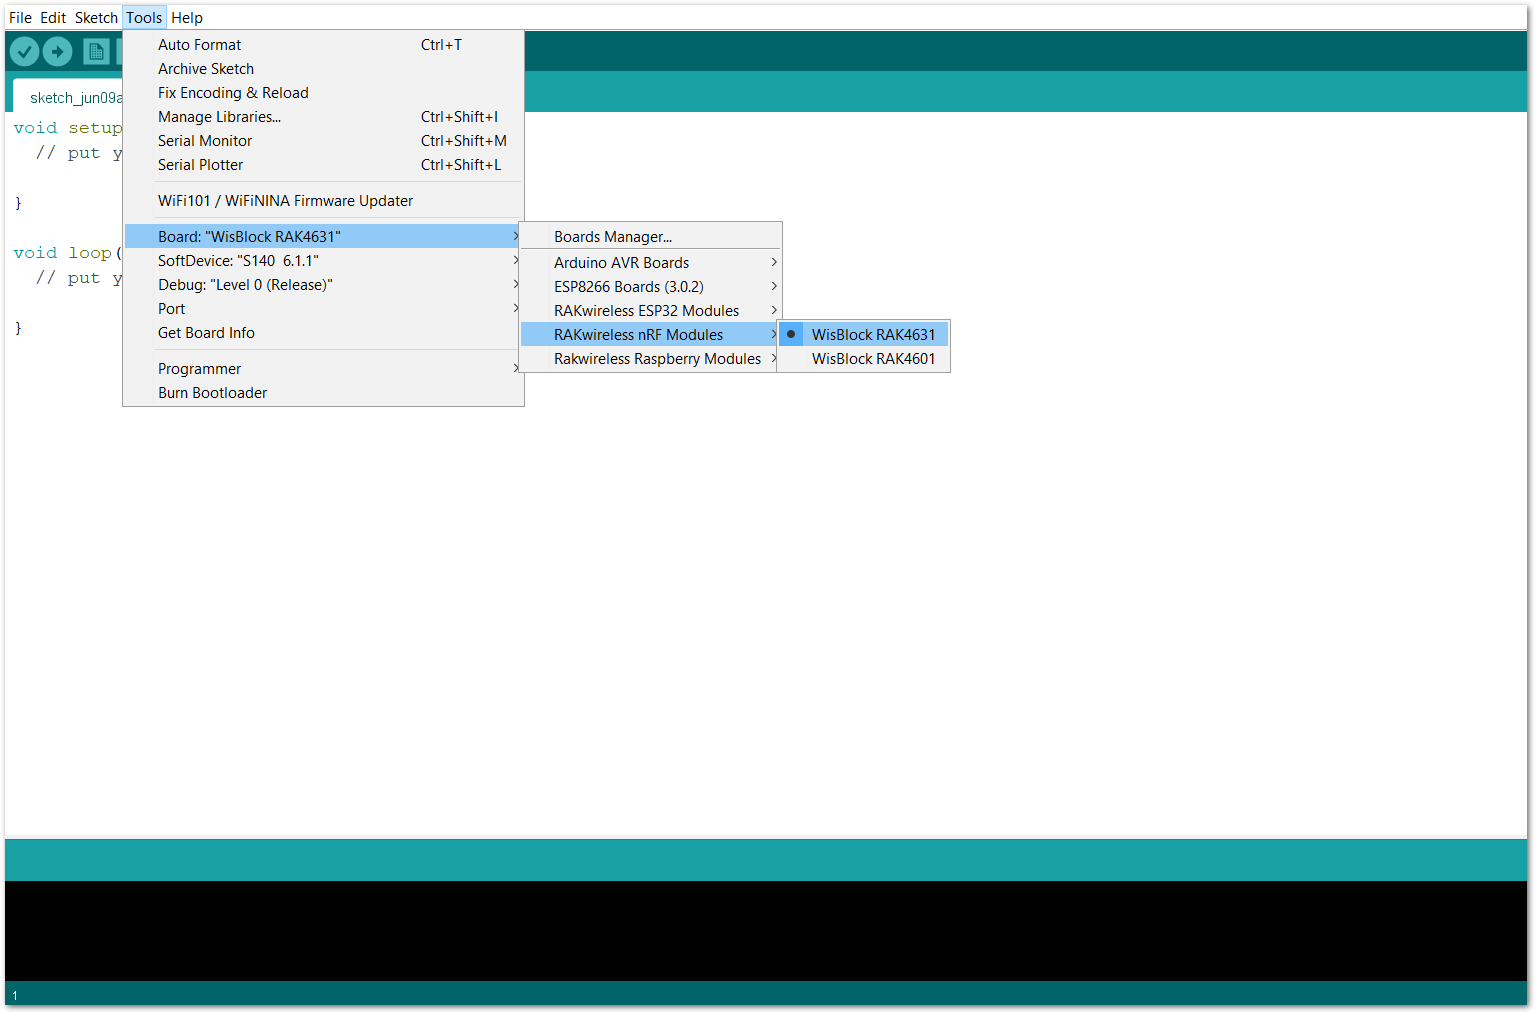 File Edit Sketch Tools Help
sketch_jun09a
Auto Format Ctrl+T
Archive Sketch
Fix Encoding & Reload
Manage Libraries... Ctrl+Shift+I
Serial Monitor Ctrl+Shift+M
Serial Plotter Ctrl+Shift+L
WiFi101 / WiFiNINA Firmware Updater
Board: "WisBlock RAK4631"
SoftDevice: "S140 6.1.1"
Debug: "Level 0 (Release)"
Port
Get Board Info
Programmer
Burn Bootloader
Boards Manager...
Arduino AVR Boards
ESP8266 Boards (3.0.2)
RAKwireless ESP32 Modules
RAKwireless nRF Modules
Rakwireless Raspberry Modules
WisBlock RAK4631
WisBlock RAK4601
void setup
// put y
}
void loop(
// put y
}
1